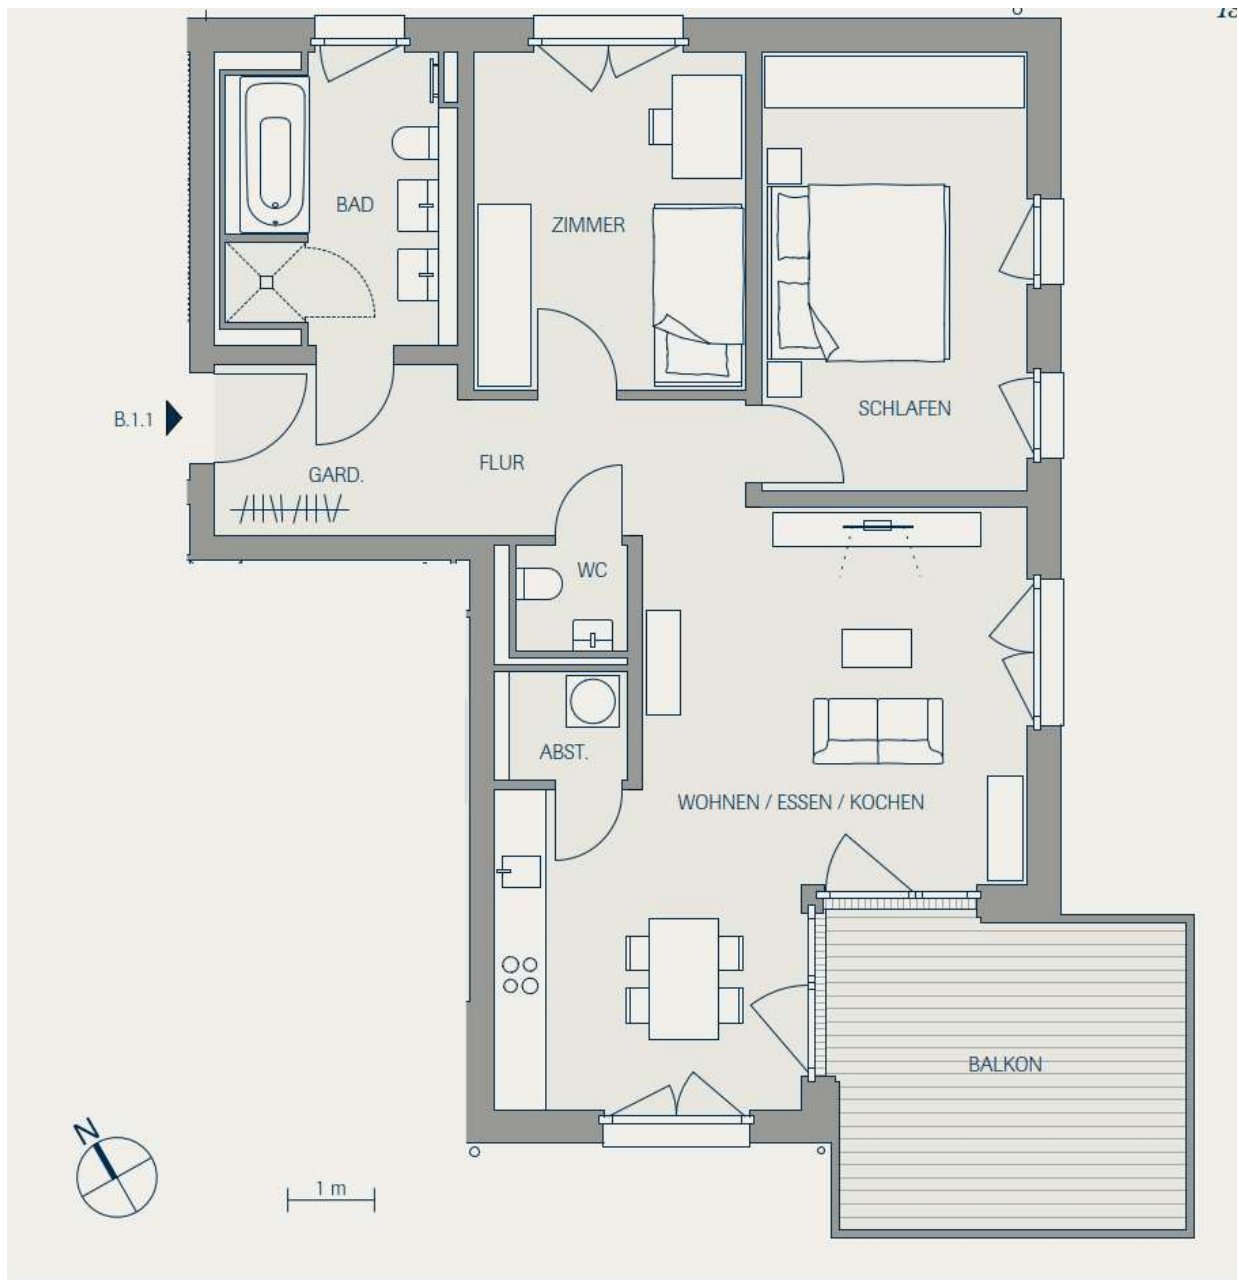 BAD
ZIMMER
SCHLAFEN
B.1.1
GARD.
FLUR
WC
ABST.
WOHNEN / ESSEN / KOCHEN
BALKON
N
1 m